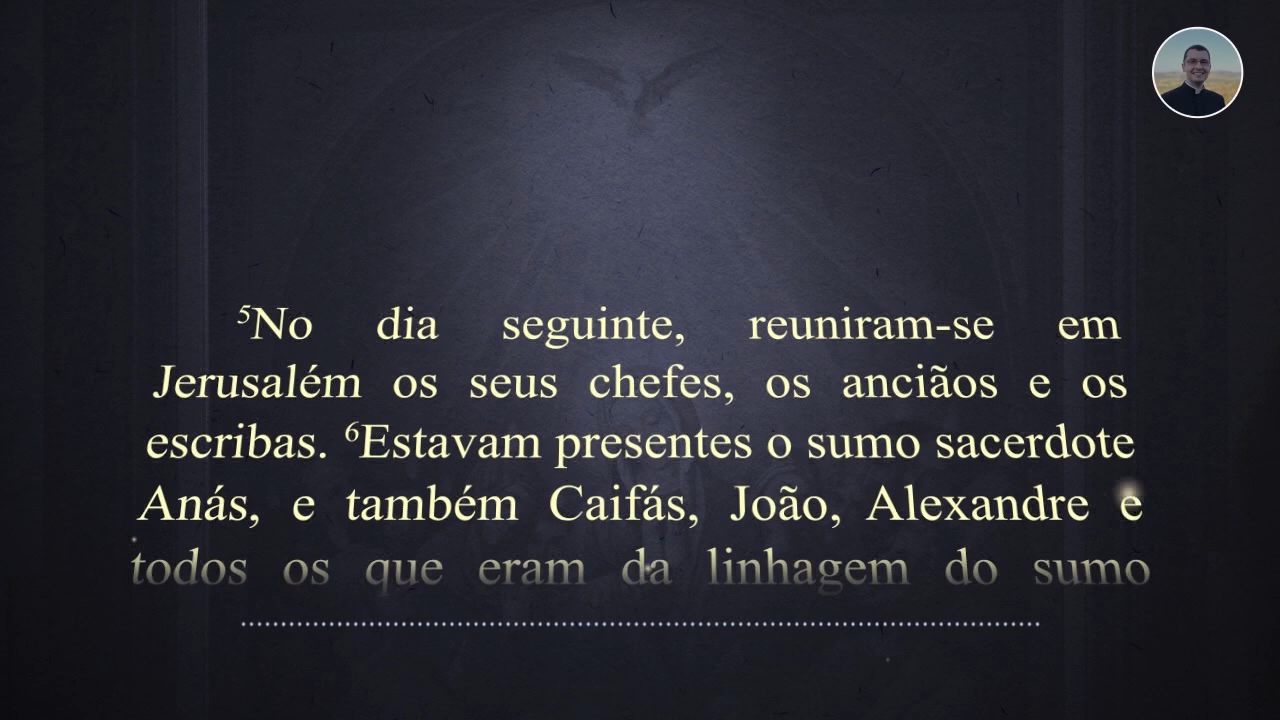 ⁵No dia seguinte, reuniram-se em
Jerusalém os seus chefes, os anciãos e os
escribas. ⁶Estavam presentes o sumo sacerdote
Anás, e também Caifás, João, Alexandre e
todos os que eram da linhagem do sumo